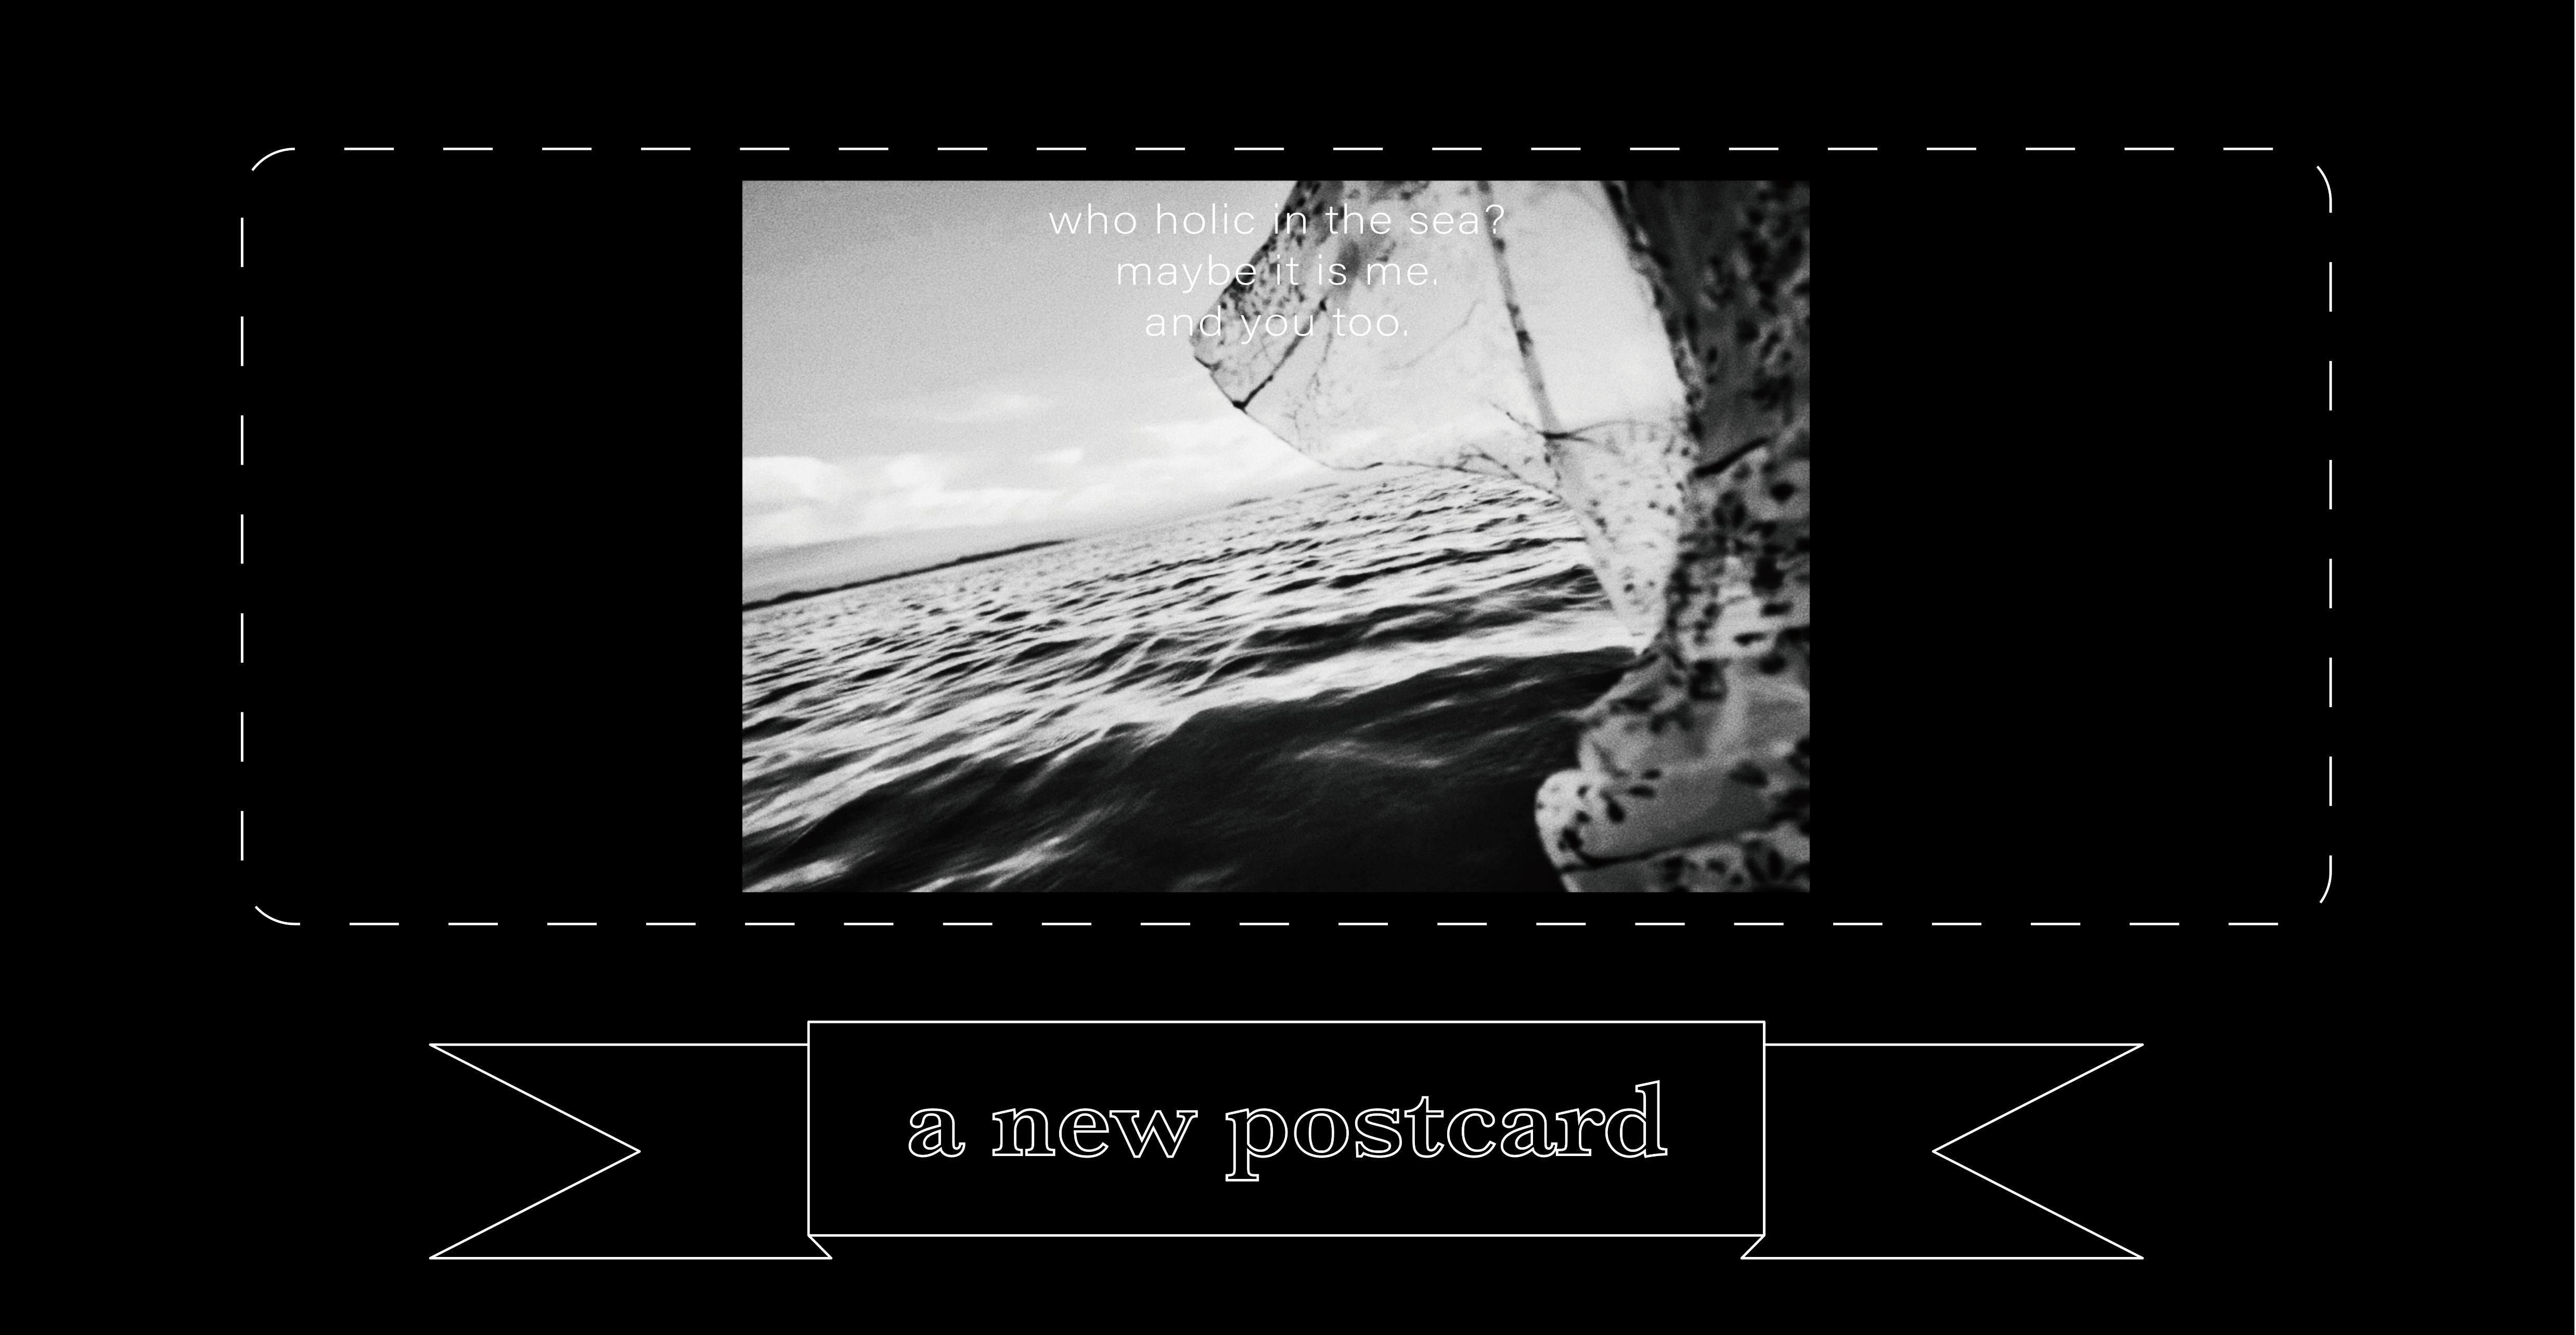 who holic in the sea?
maybe it is me.
and you too.
a new postcard